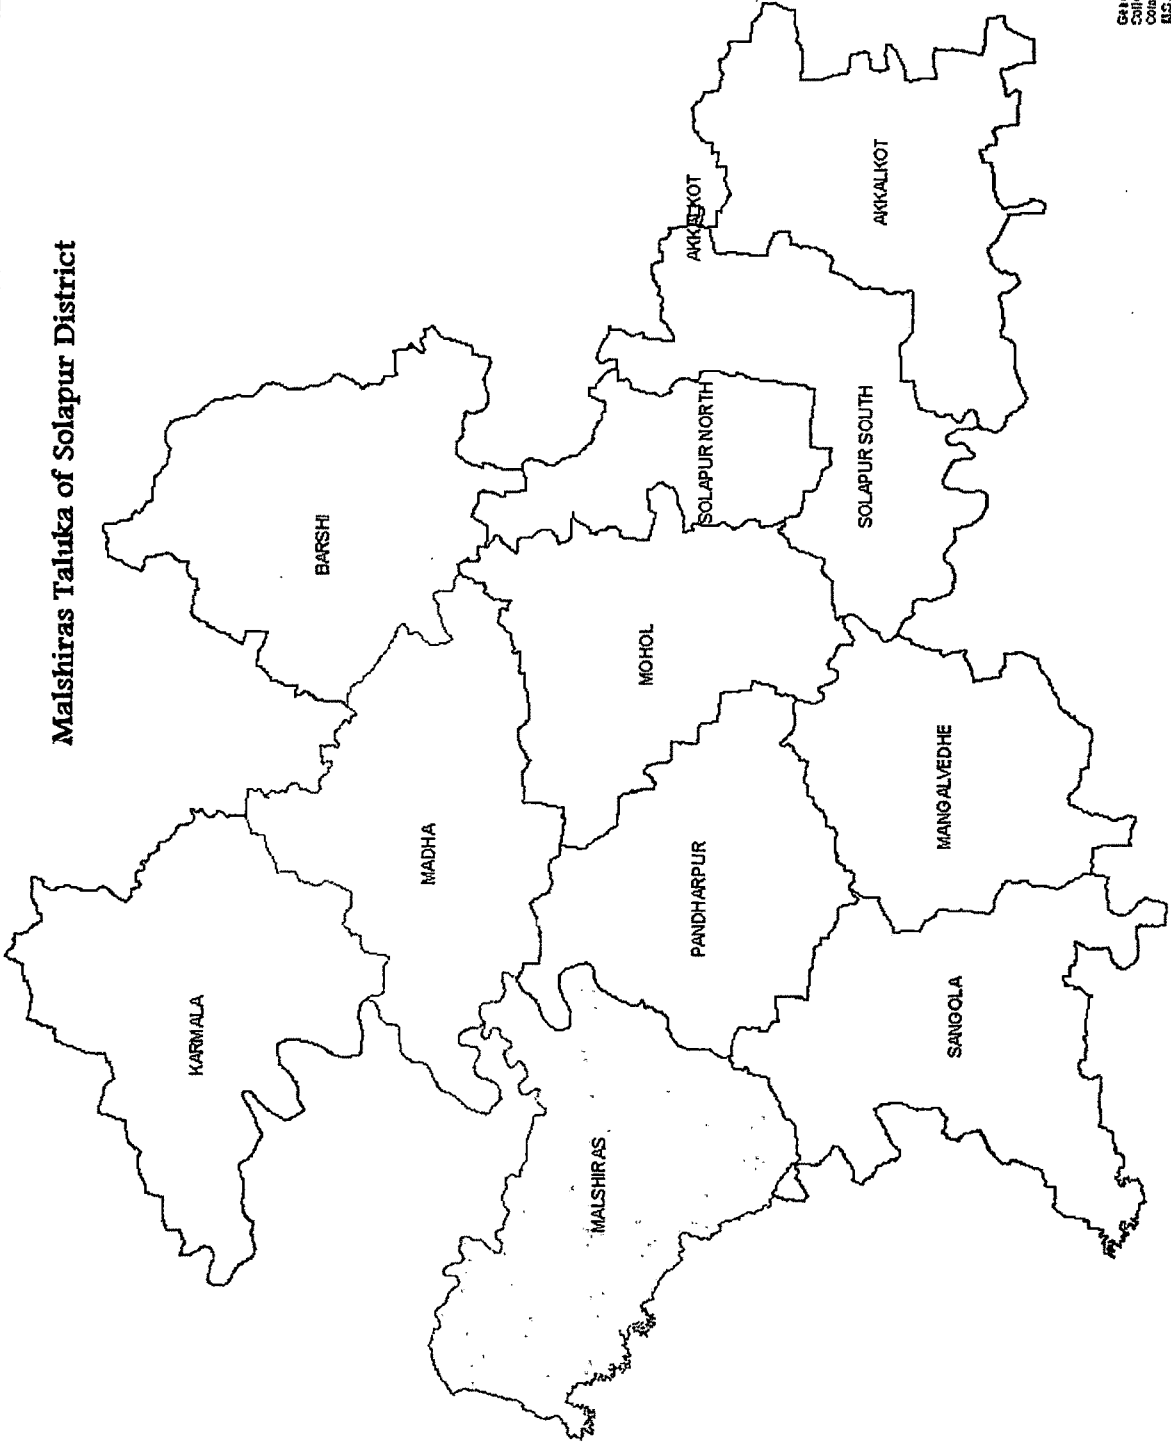 Malshiras Taluka of Solapur District
KARMALA
BARSHI
MADHA
MALSHIRAS
MOHOL
AKKALKOT
PANDHARPUR
SOLAPUR NORTH
SOLAPUR SOUTH
AKKALKOT
MANGALVEDHE
SANGOLA